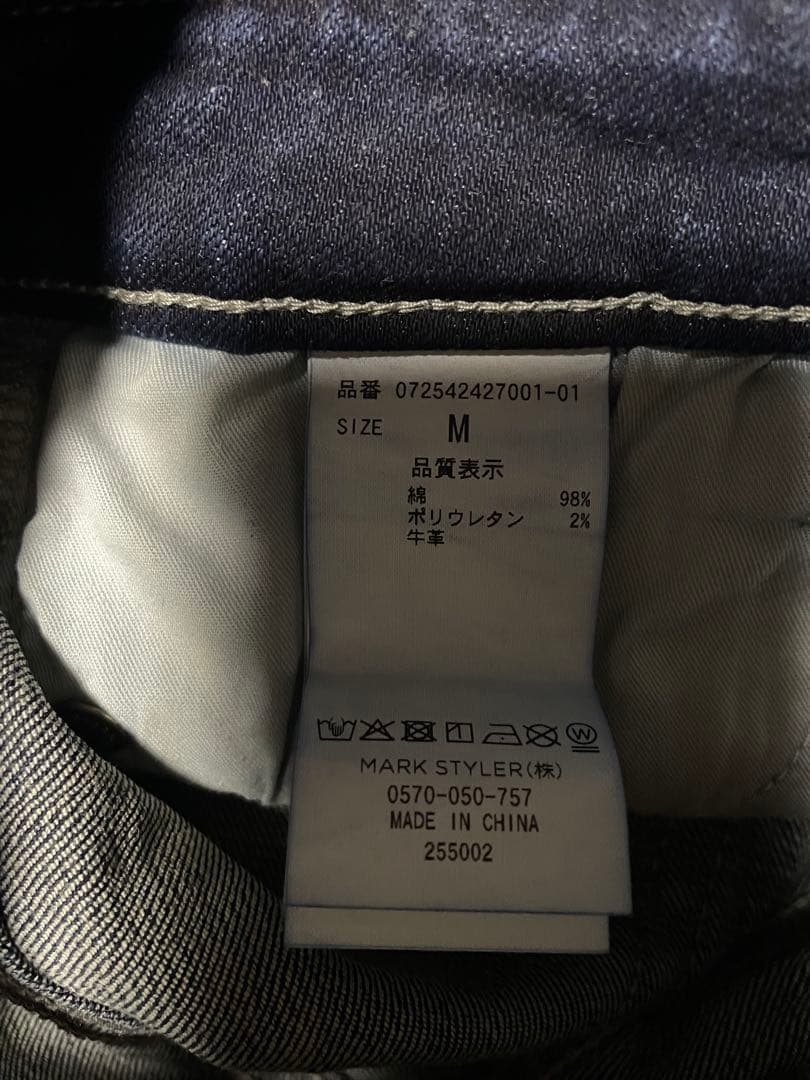 品番 072542427001-01
SIZE M
品質表示
綿 98%
ポリウレタン 2%
牛革
W
MARK STYLER(株)
0570-050-757
MADE IN CHINA
255002